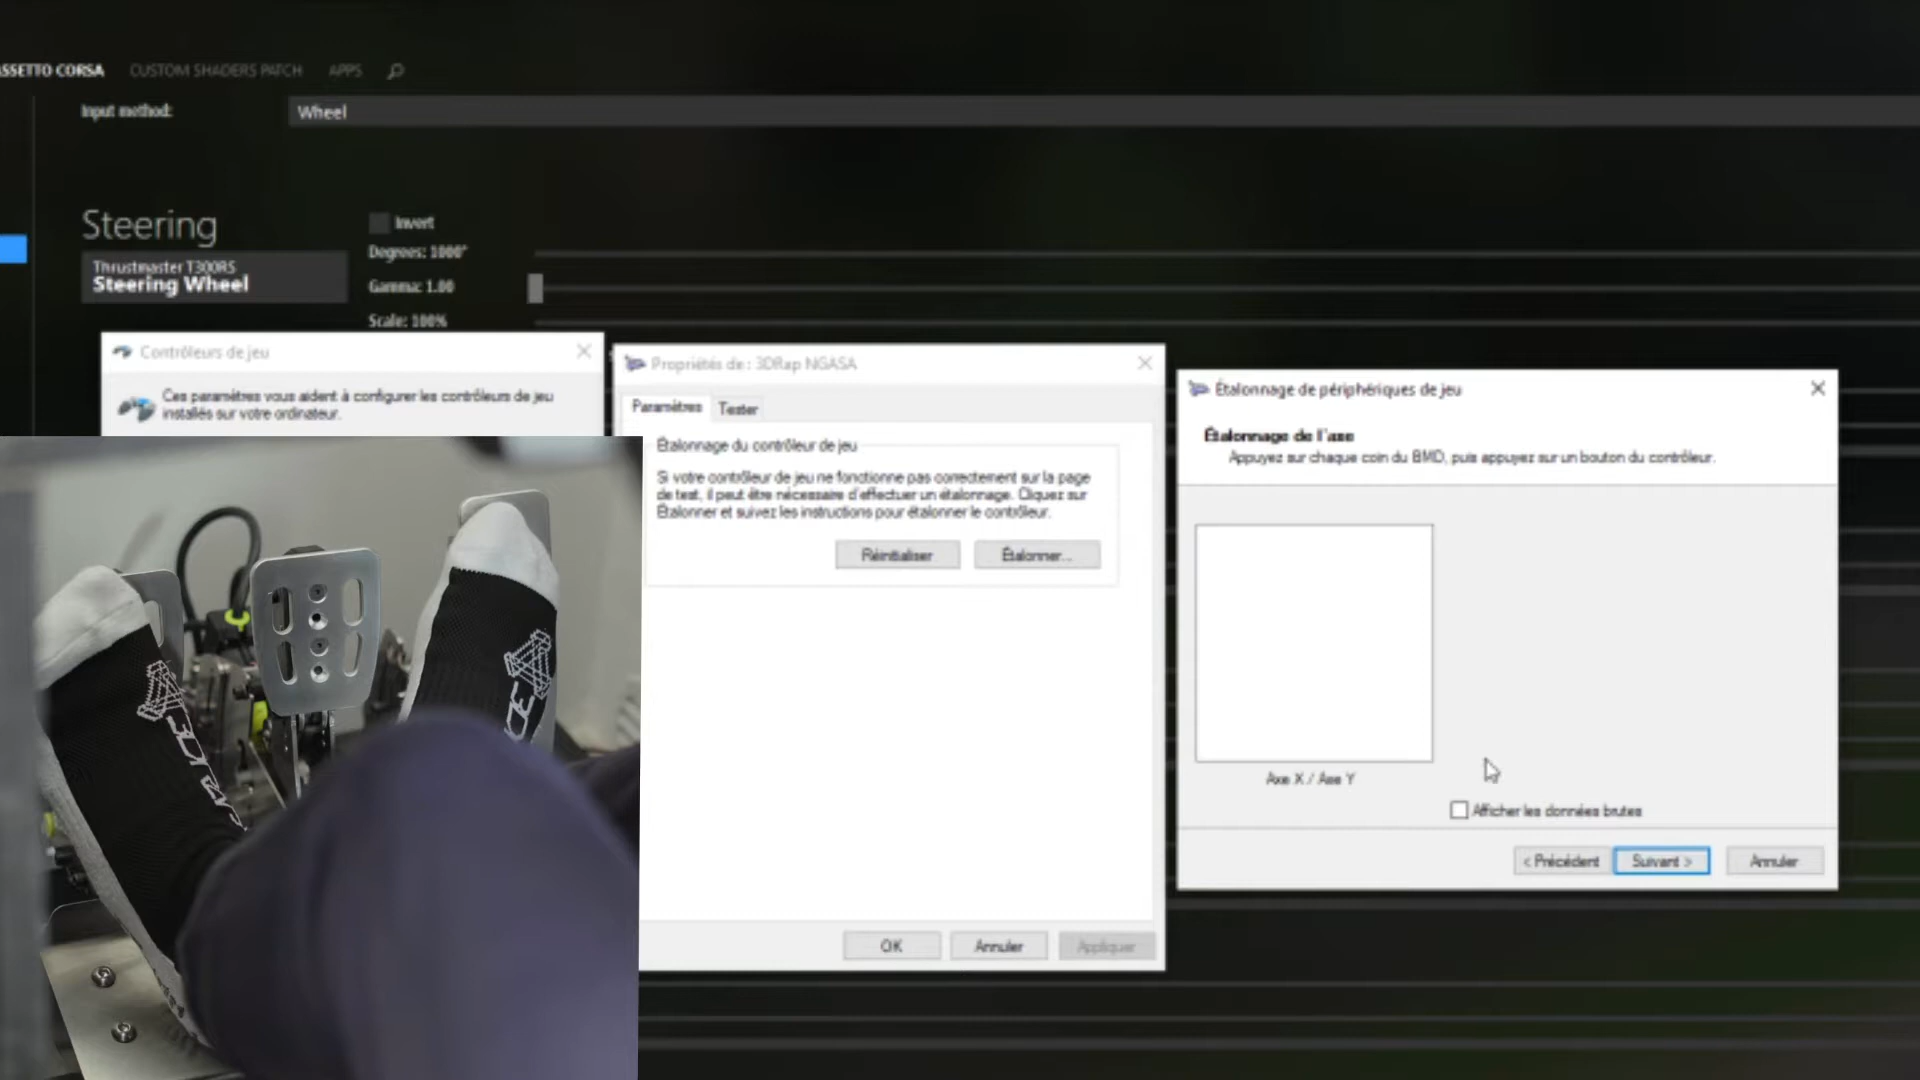 ASSETTO CORSA
CUSTOM SHADERS PATCH
APPS
Input method:
Wheel
Steering
Invert
Thrustmaster T300RS
Steering Wheel
Degrees: 1000°
Gamma: 1.00
Scale: 100%
Contrôleurs de jeu
Ces paramètres vous aident à configurer les contrôleurs de jeu
installés sur votre ordinateur.
Propriétés de : 3DRap NGASA
Paramètres
Tester
Étalonnage du contrôleur de jeu
Si votre contrôleur de jeu ne fonctionne pas correctement sur la page
de test, il peut être nécessaire d'effectuer un étalonnage. Cliquez sur
Étalonner et suivez les instructions pour étalonner le contrôleur.
Réinitialiser
Étalonner...
OK
Annuler
Appliquer
Étalonnage de périphériques de jeu
Étalonnage de l'axe
Appuyez sur chaque coin du BMD, puis appuyez sur un bouton du contrôleur.
Axe X / Axe Y
Afficher les données brutes
< Précédent
Suivant >
Annuler